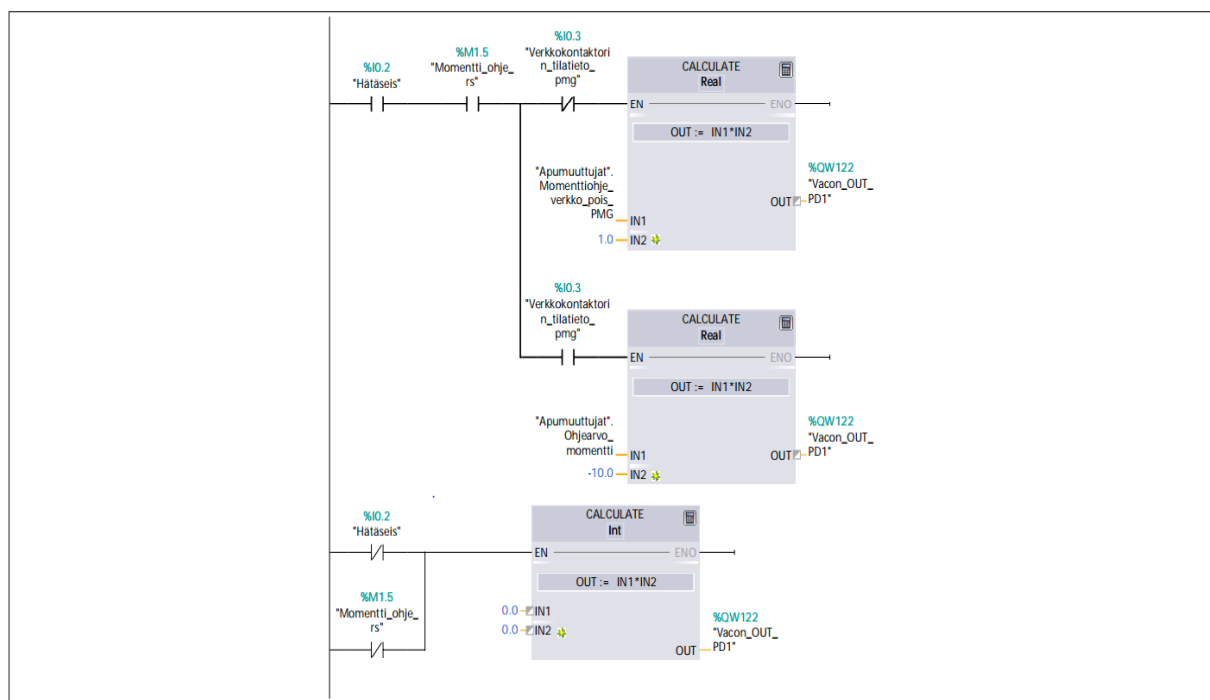 %I0.2
"Hätäseis"
%M1.5
"Momentti_ohje_
rs"
%I0.3
"Verkkokontaktori
n_tilatieto_
pmg"
CALCULATE
Real
EN
ENO
OUT := IN1*IN2
"Apumuuttujat".
Momenttiohje_
verkko_pois_
PMG
IN1
1.0
IN2
OUT
%QW122
"Vacon_OUT_
PD1"
%I0.3
"Verkkokontaktori
n_tilatieto_
pmg"
CALCULATE
Real
EN
ENO
OUT := IN1*IN2
"Apumuuttujat".
Ohjearvo_
momentti
IN1
-10.0
IN2
OUT
%QW122
"Vacon_OUT_
PD1"
%I0.2
"Hätäseis"
%M1.5
"Momentti_ohje_
rs"
CALCULATE
Int
EN
ENO
OUT := IN1*IN2
0.0
IN1
0.0
IN2
OUT
%QW122
"Vacon_OUT_
PD1"